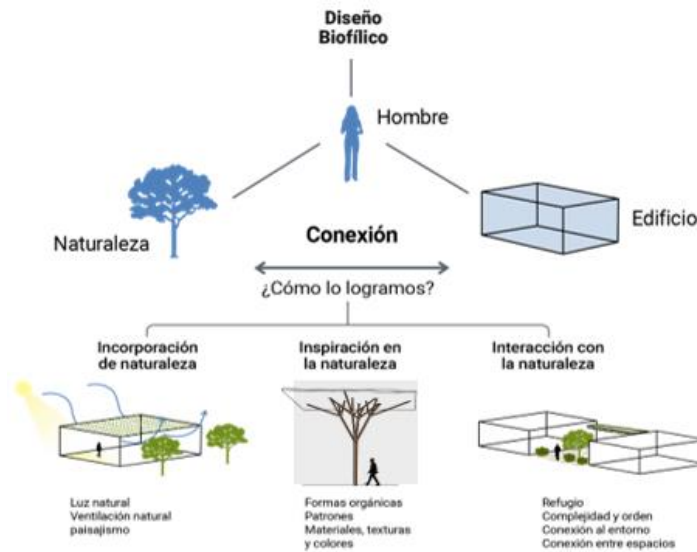 Diseño
Biofílico
Hombre
Naturaleza
Conexión
Edificio
¿Cómo lo logramos?
Incorporación
de naturaleza
Inspiración en
la naturaleza
Interacción con
la naturaleza
Luz natural
Ventilación natural
paisajismo
Formas orgánicas
Patrones
Materiales, texturas
y colores
Refugio
Complejidad y orden
Conexión al entorno
Conexión entre espacios